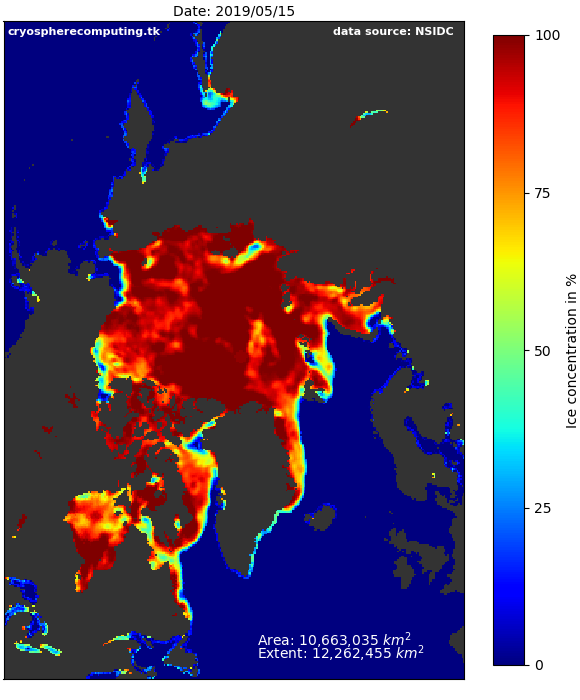 Date: 2019/05/15
cryospherecomputing.tk data source: NSIDC
100
75
50
25
0
Ice concentration in %
Area: 10,663,035 km²
Extent: 12,262,455 km²